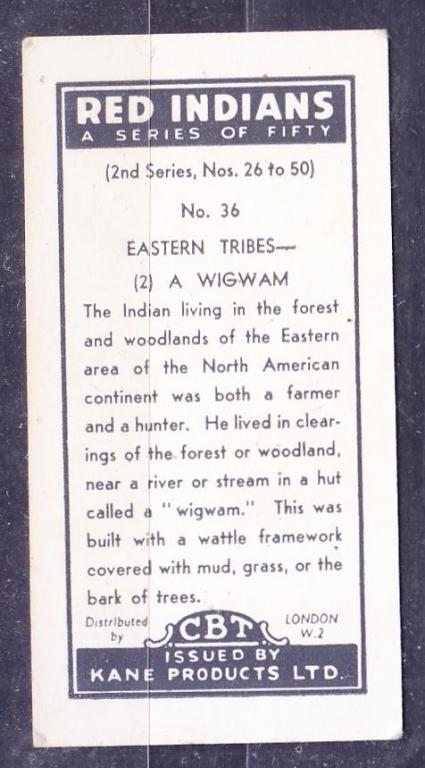 RED INDIANS
A SERIES OF FIFTY
(2nd Series, Nos. 26 to 50)
No. 36
EASTERN TRIBES—
(2) A WIGWAM
The Indian living in the forest
and woodlands of the Eastern
area of the North American
continent was both a farmer
and a hunter. He lived in clear-
ings of the forest or woodland,
near a river or stream in a hut
called a "wigwam." This was
built with a wattle framework
covered with mud, grass, or the
bark of trees.
Distributed by
CBT
LONDON W.2
ISSUED BY
KANE PRODUCTS LTD.